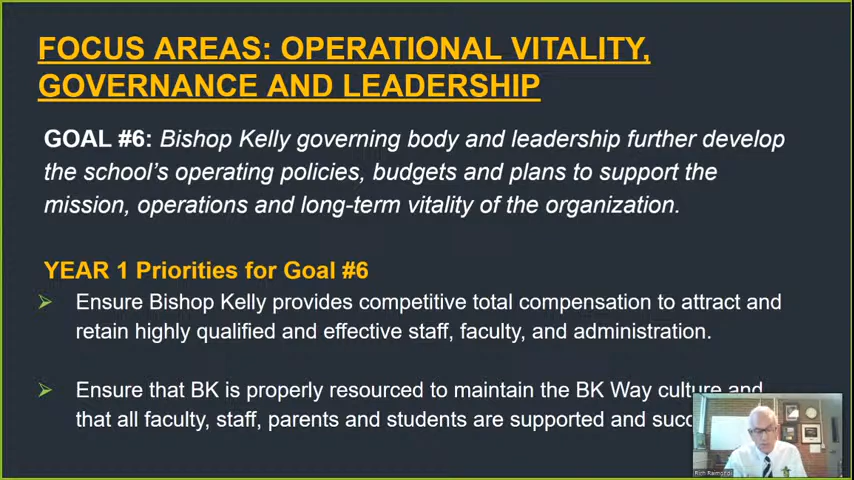 FOCUS AREAS: OPERATIONAL VITALITY,
GOVERNANCE AND LEADERSHIP
GOAL #6: Bishop Kelly governing body and leadership further develop
the school's operating policies, budgets and plans to support the
mission, operations and long-term vitality of the organization.
YEAR 1 Priorities for Goal #6
Ensure Bishop Kelly provides competitive total compensation to attract and
retain highly qualified and effective staff, faculty, and administration.
Ensure that BK is properly resourced to maintain the BK Way culture and
that all faculty, staff, parents and students are supported and
Rich Raimondi